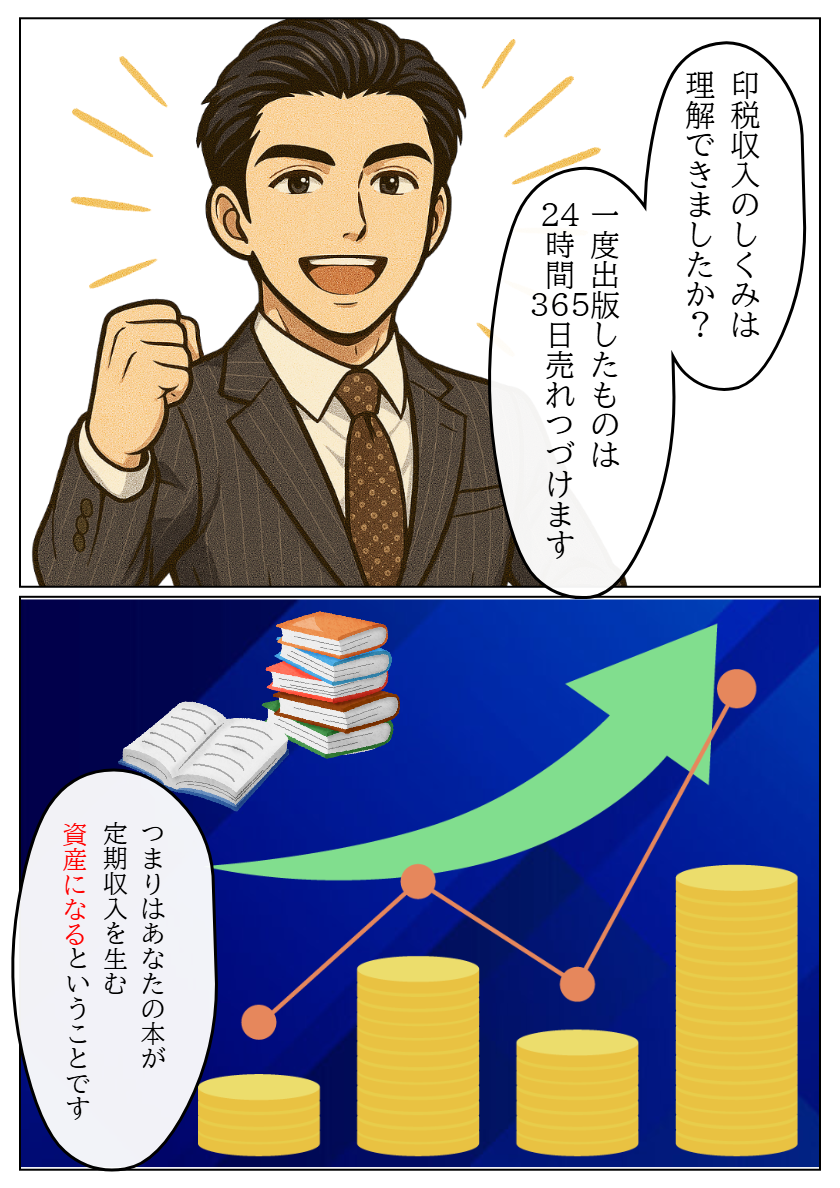 印税収入のしくみは
理解できましたか？
一度出版したものは
24時間
365日売れつづけます
つまりはあなたの本が
定期収入を生む
資産になるということです